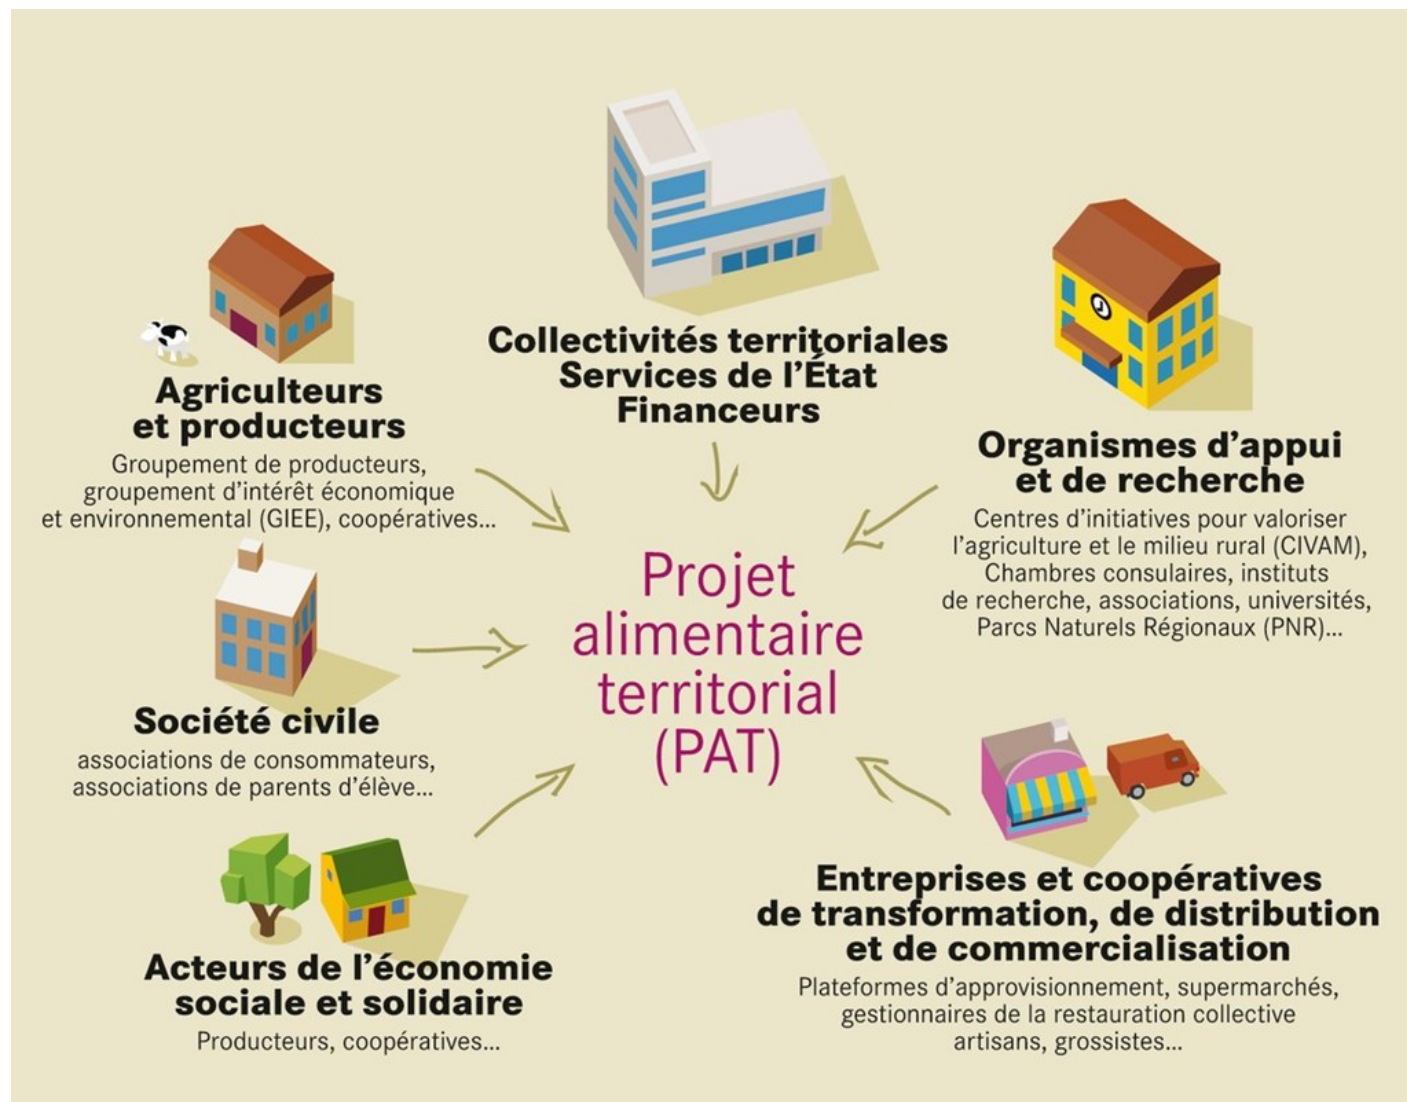 Collectivités territoriales
Services de l'État
Financeurs
Agriculteurs
et producteurs
Groupement de producteurs,
groupement d'intérêt économique
et environnemental (GIEE), coopératives...
Organismes d'appui
et de recherche
Centres d'initiatives pour valoriser
l'agriculture et le milieu rural (CIVAM),
Chambres consulaires, instituts
de recherche, associations, universités,
Parcs Naturels Régionaux (PNR)...
Projet
alimentaire
territorial
(PAT)
Société civile
associations de consommateurs,
associations de parents d'élève...
Acteurs de l'économie
sociale et solidaire
Producteurs, coopératives...
Entreprises et coopératives
de transformation, de distribution
et de commercialisation
Plateformes d'approvisionnement, supermarchés,
gestionnaires de la restauration collective
artisans, grossistes...